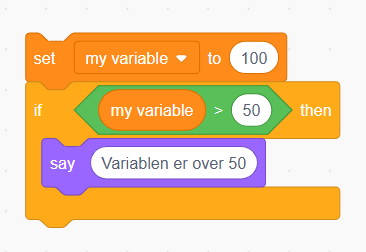 set my variable to 100
if my variable > 50 then
say Variablen er over 50